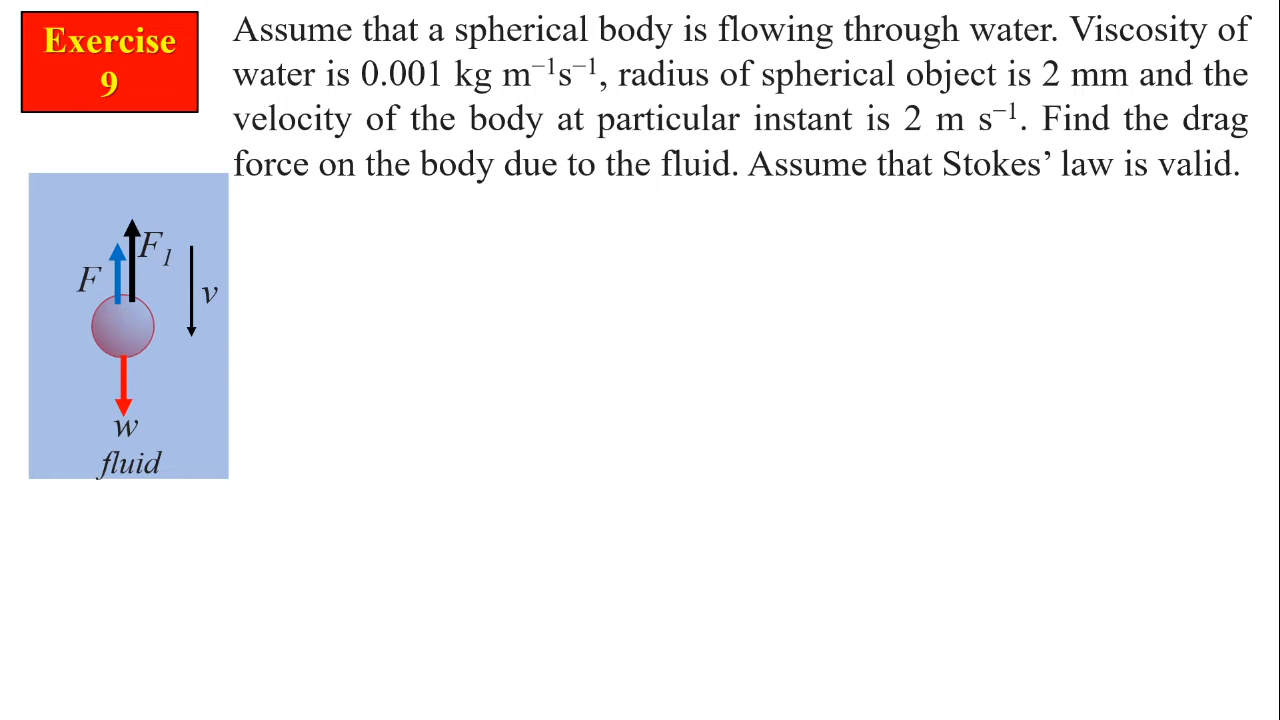 Exercise
9
Assume that a spherical body is flowing through water. Viscosity of
water is 0.001 kg m⁻¹s⁻¹, radius of spherical object is 2 mm and the
velocity of the body at particular instant is 2 m s⁻¹. Find the drag
force on the body due to the fluid. Assume that Stokes’ law is valid.
F₁
F
v
w
fluid